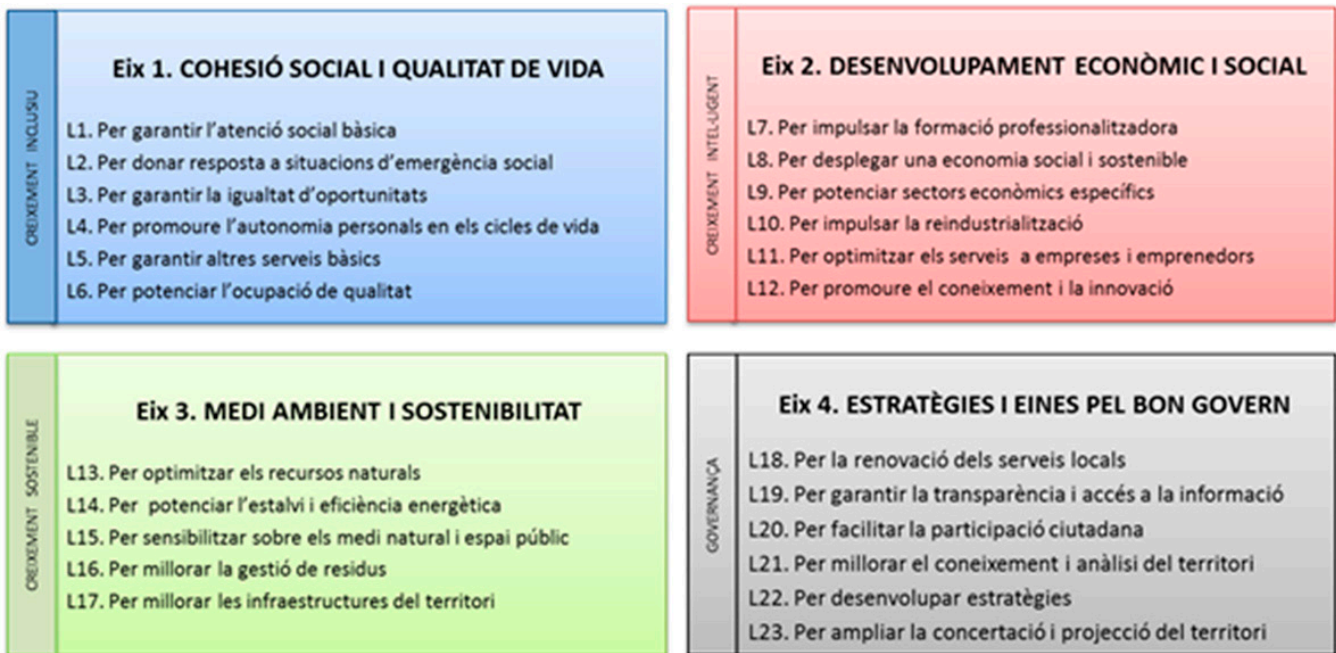 CREIXEMENT INCLUSIU
Eix 1. COHESIÓ SOCIAL I QUALITAT DE VIDA
L1. Per garantir l'atenció social bàsica
L2. Per donar resposta a situacions d'emergència social
L3. Per garantir la igualtat d'oportunitats
L4. Per promoure l'autonomia personals en els cicles de vida
L5. Per garantir altres serveis bàsics
L6. Per potenciar l'ocupació de qualitat
CREIXEMENT INTEL·LIGENT
Eix 2. DESENVOLUPAMENT ECONÒMIC I SOCIAL
L7. Per impulsar la formació professionalitzadora
L8. Per desplegar una economia social i sostenible
L9. Per potenciar sectors econòmics específics
L10. Per impulsar la reindustrialització
L11. Per optimitzar els serveis a empreses i emprenedors
L12. Per promoure el coneixement i la innovació
CREIXEMENT SOSTENIBLE
Eix 3. MEDI AMBIENT I SOSTENIBILITAT
L13. Per optimitzar els recursos naturals
L14. Per potenciar l'estalvi i eficiència energètica
L15. Per sensibilitzar sobre els medi natural i espai públic
L16. Per millorar la gestió de residus
L17. Per millorar les infraestructures del territori
GOVERNANÇA
Eix 4. ESTRATÈGIES I EINES PEL BON GOVERN
L18. Per la renovació dels serveis locals
L19. Per garantir la transparència i accés a la informació
L20. Per facilitar la participació ciutadana
L21. Per millorar el coneixement i anàlisi del territori
L22. Per desenvolupar estratègies
L23. Per ampliar la concertació i projecció del territori